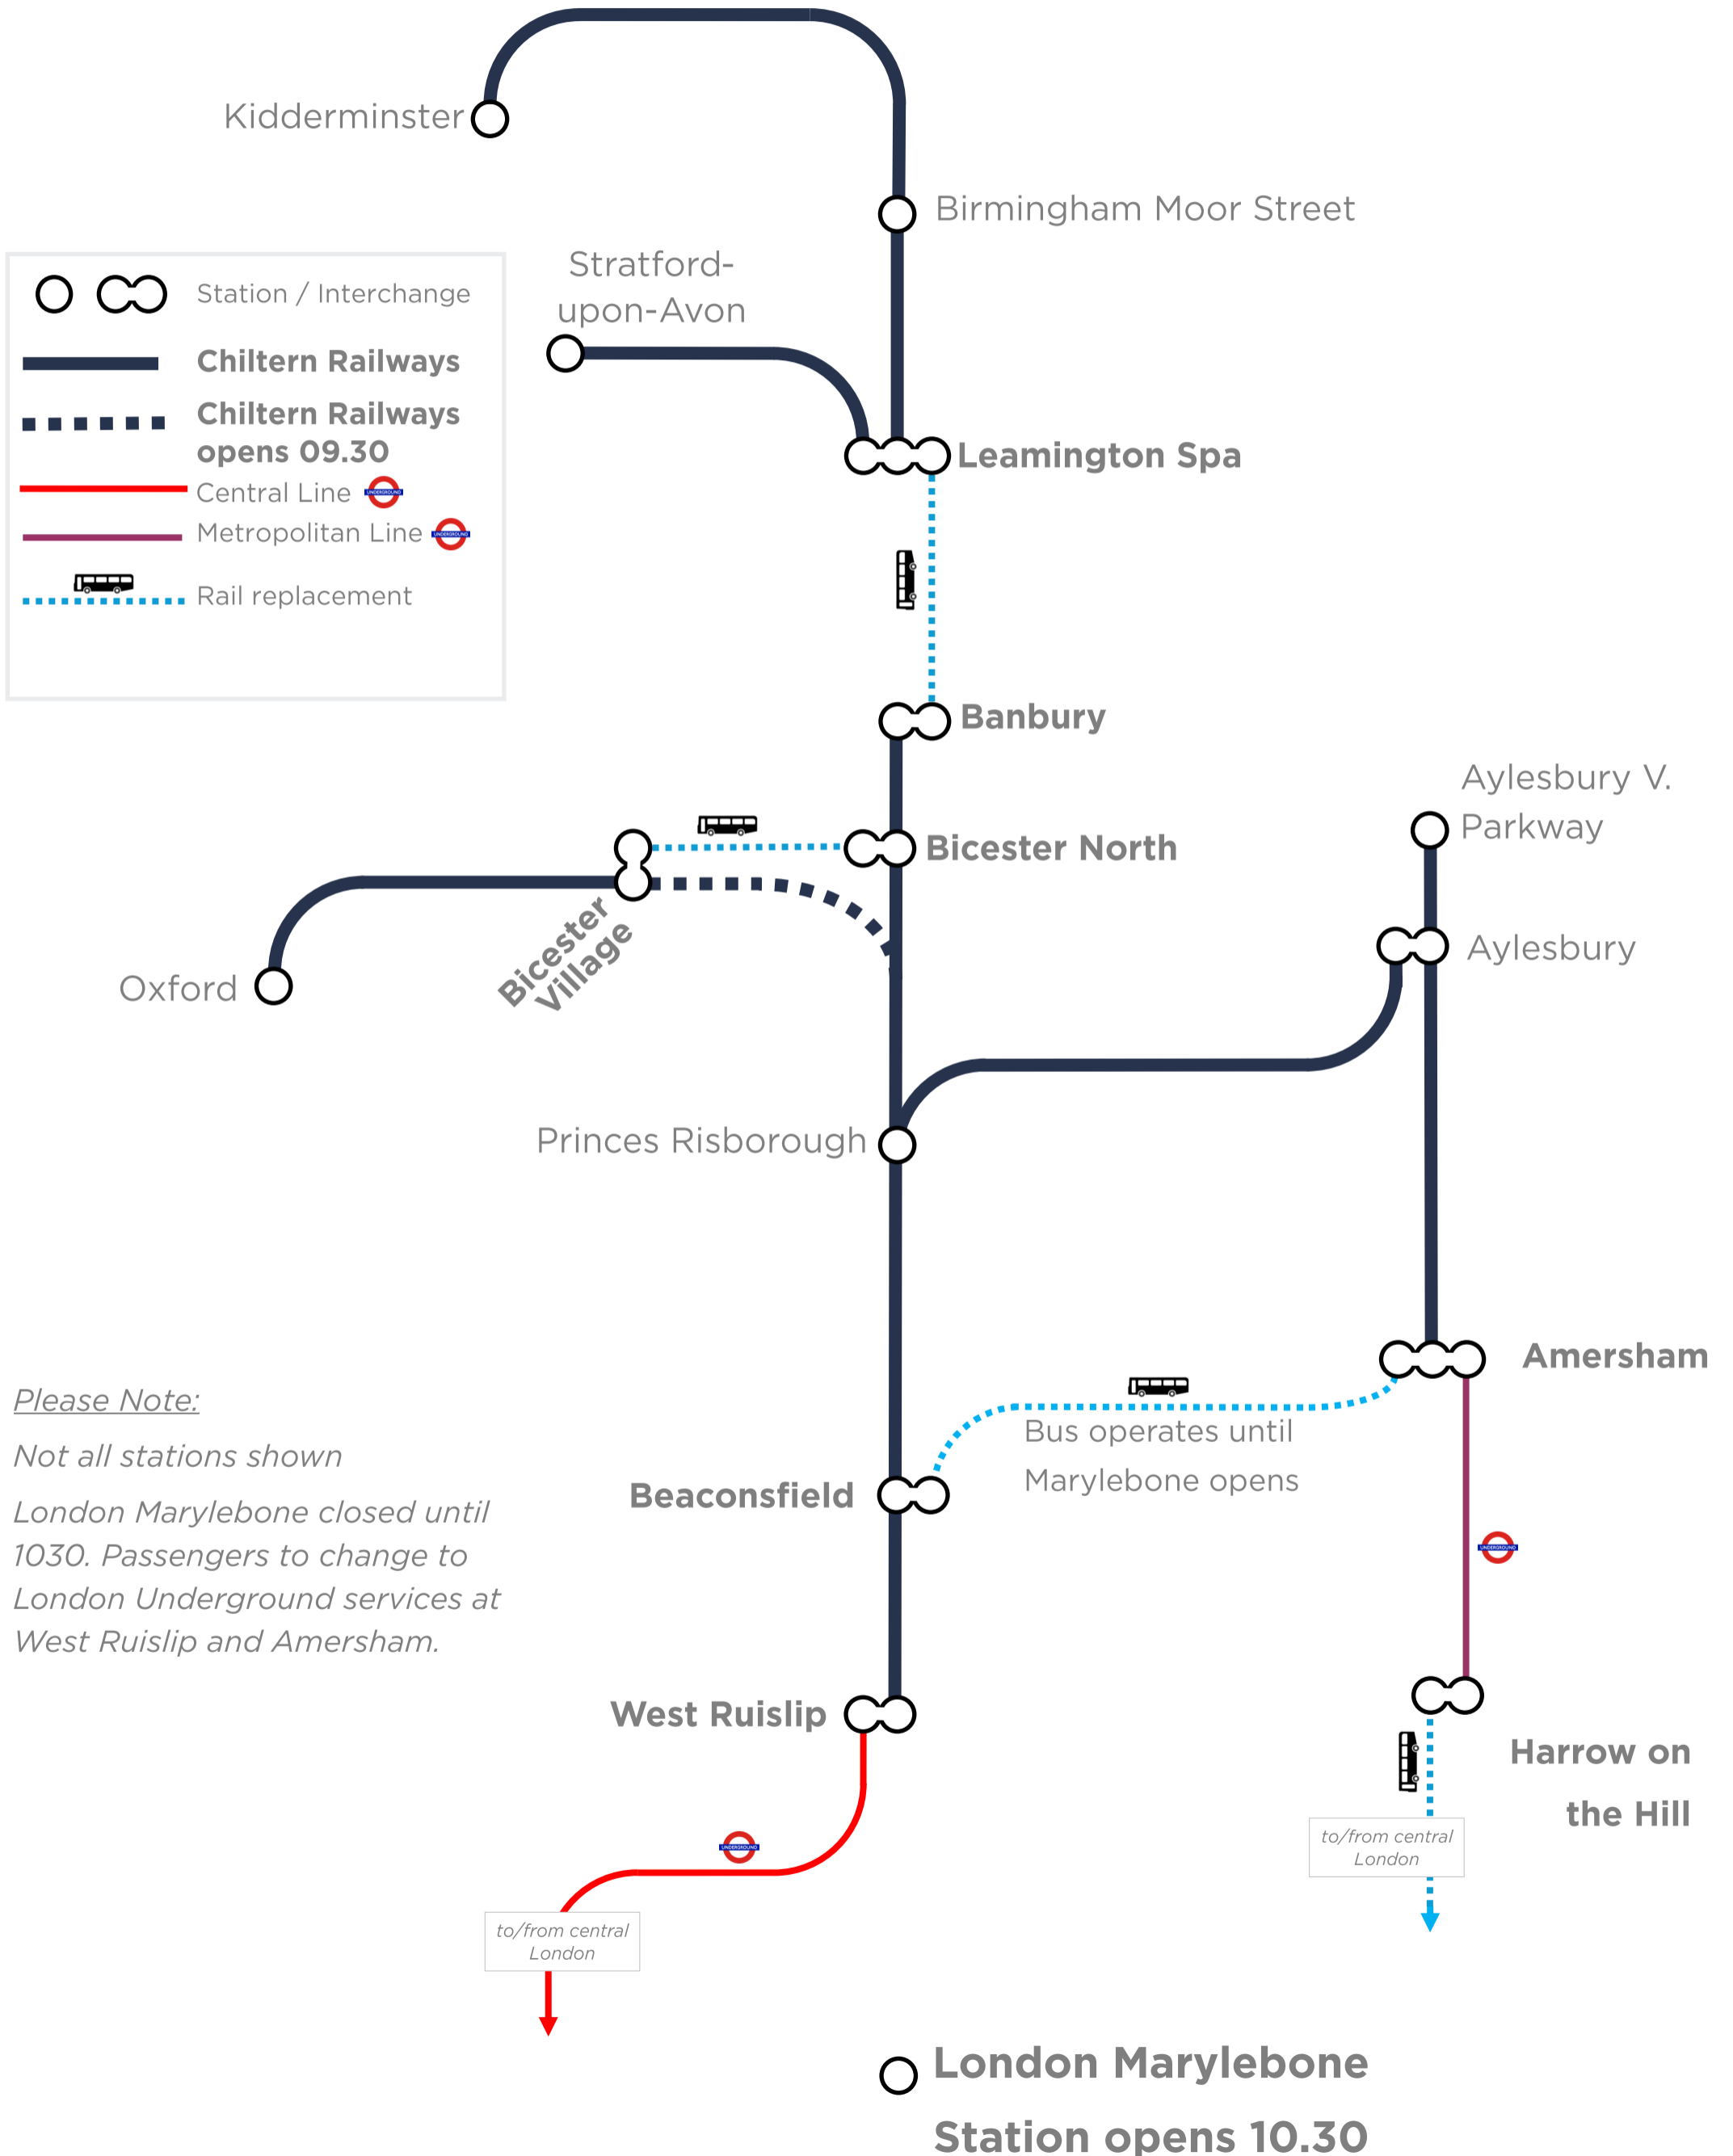 Kidderminster
Birmingham Moor Street
Stratford-
upon-Avon
Station / Interchange
Chiltern Railways
Chiltern Railways
opens 09.30
Central Line
UNDERGROUND
Metropolitan Line
UNDERGROUND
Rail replacement
Leamington Spa
Banbury
Bicester North
Bicester
Village
Oxford
Aylesbury V.
Parkway
Aylesbury
Princes Risborough
Amersham
Bus operates until
Marylebone opens
Beaconsfield
UNDERGROUND
Please Note:
Not all stations shown
London Marylebone closed until
1030. Passengers to change to
London Underground services at
West Ruislip and Amersham.
West Ruislip
Harrow on
the Hill
UNDERGROUND
to/from central
London
to/from central
London
London Marylebone
Station opens 10.30